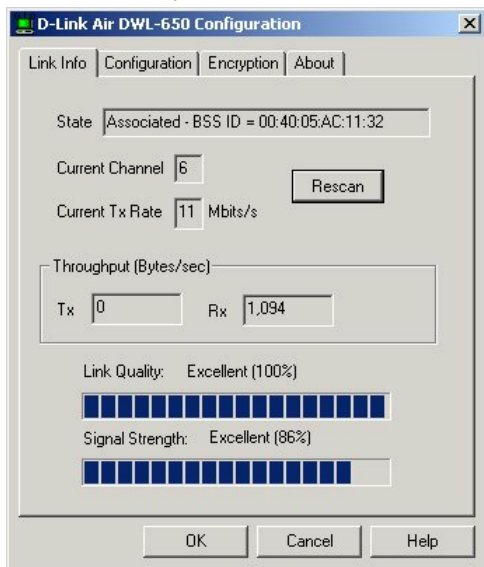 D-Link Air DWL-650 Configuration
Link Info Configuration Encryption About
State Associated - BSS ID = 00:40:05:AC:11:32
Current Channel 6
Rescan
Current Tx Rate 11 Mbits/s
Throughput (Bytes/sec)
Tx 0 Rx 1,094
Link Quality: Excellent (100%)
Signal Strength: Excellent (86%)
OK Cancel Help